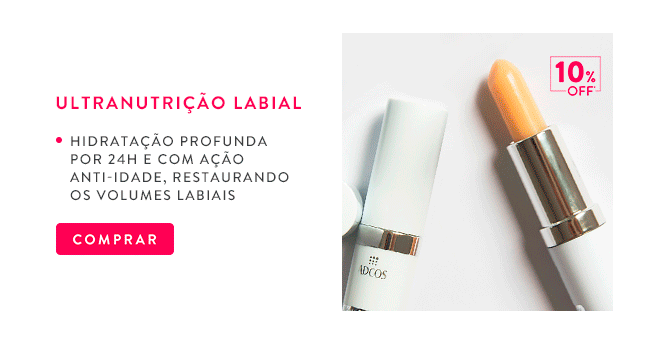 ULTRANUTRIÇÃO LABIAL
HIDRATAÇÃO PROFUNDA
POR 24H E COM AÇÃO
ANTI-IDADE, RESTAURANDO
OS VOLUMES LABIAIS
COMPRAR
10%
OFF*
ADCOS